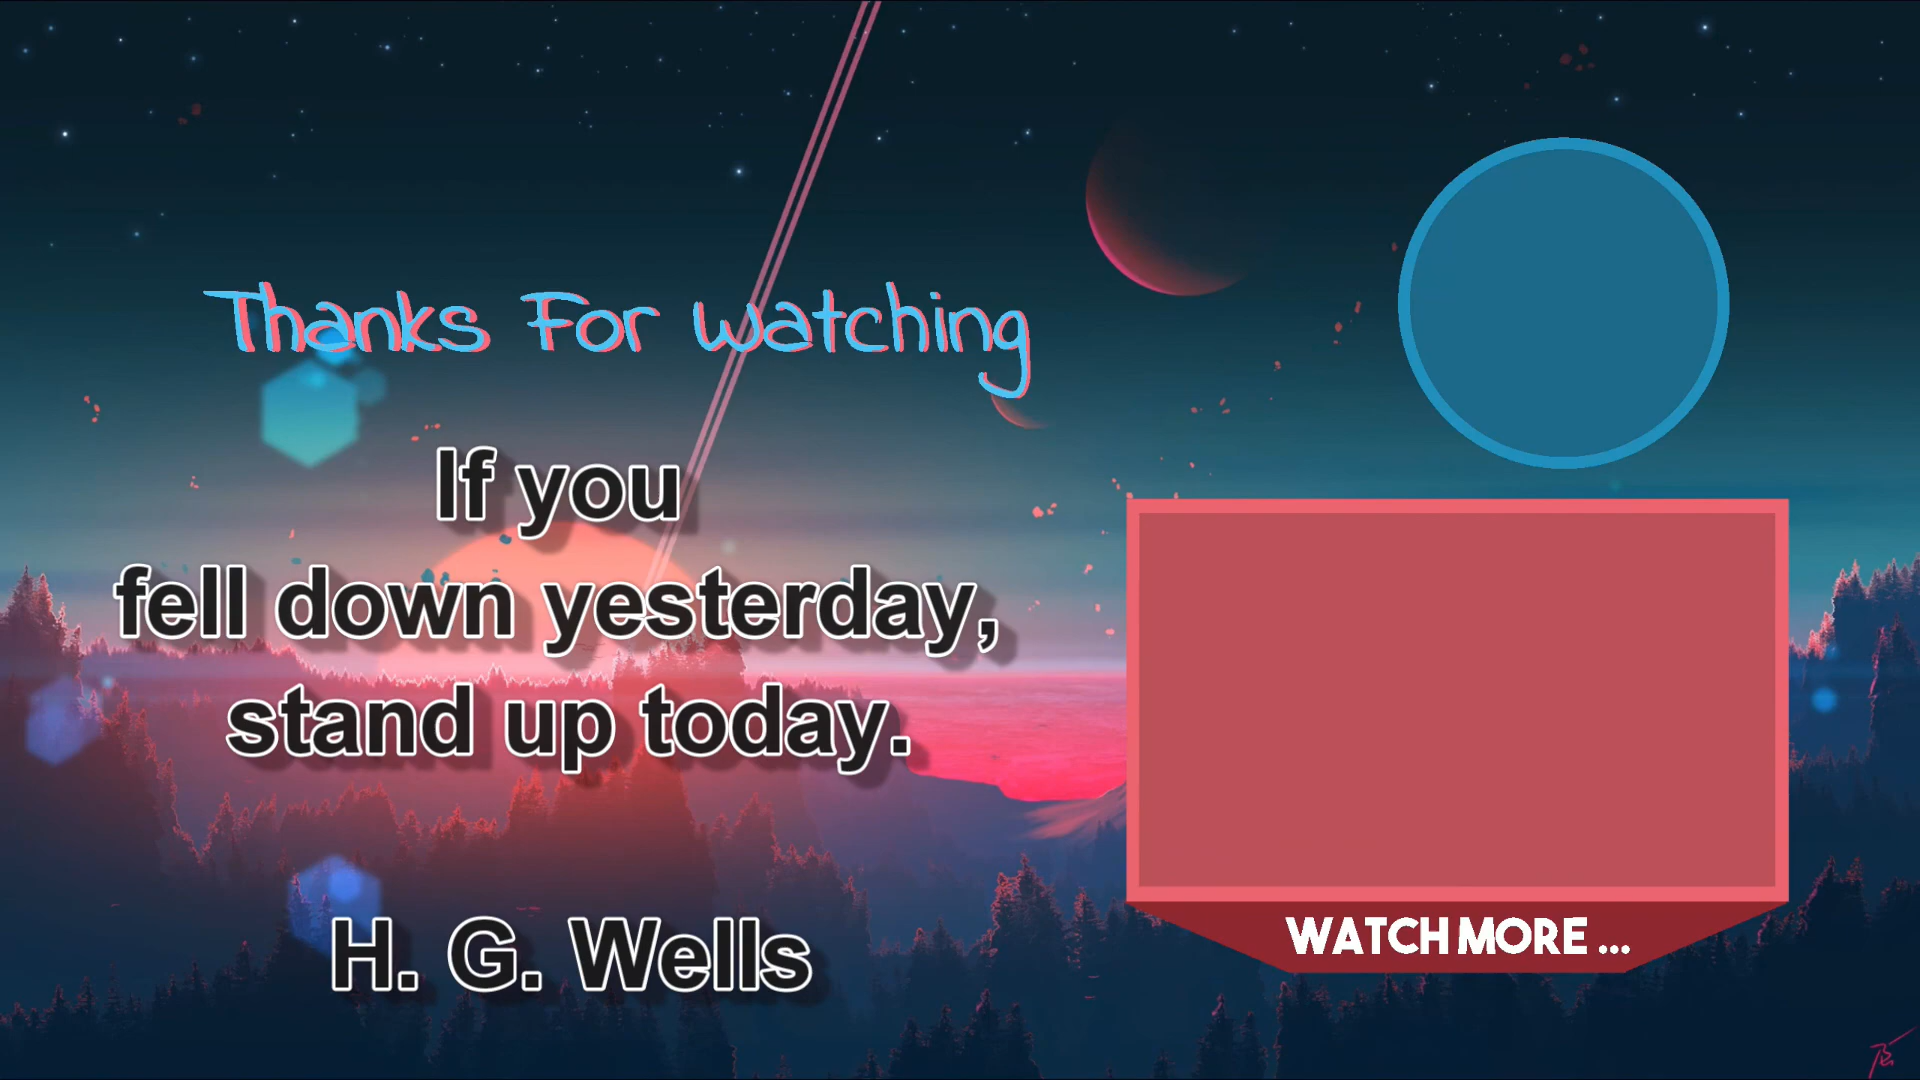 Thanks For Watching
If you
fell down yesterday,
stand up today.
H. G. Wells
WATCH MORE ...